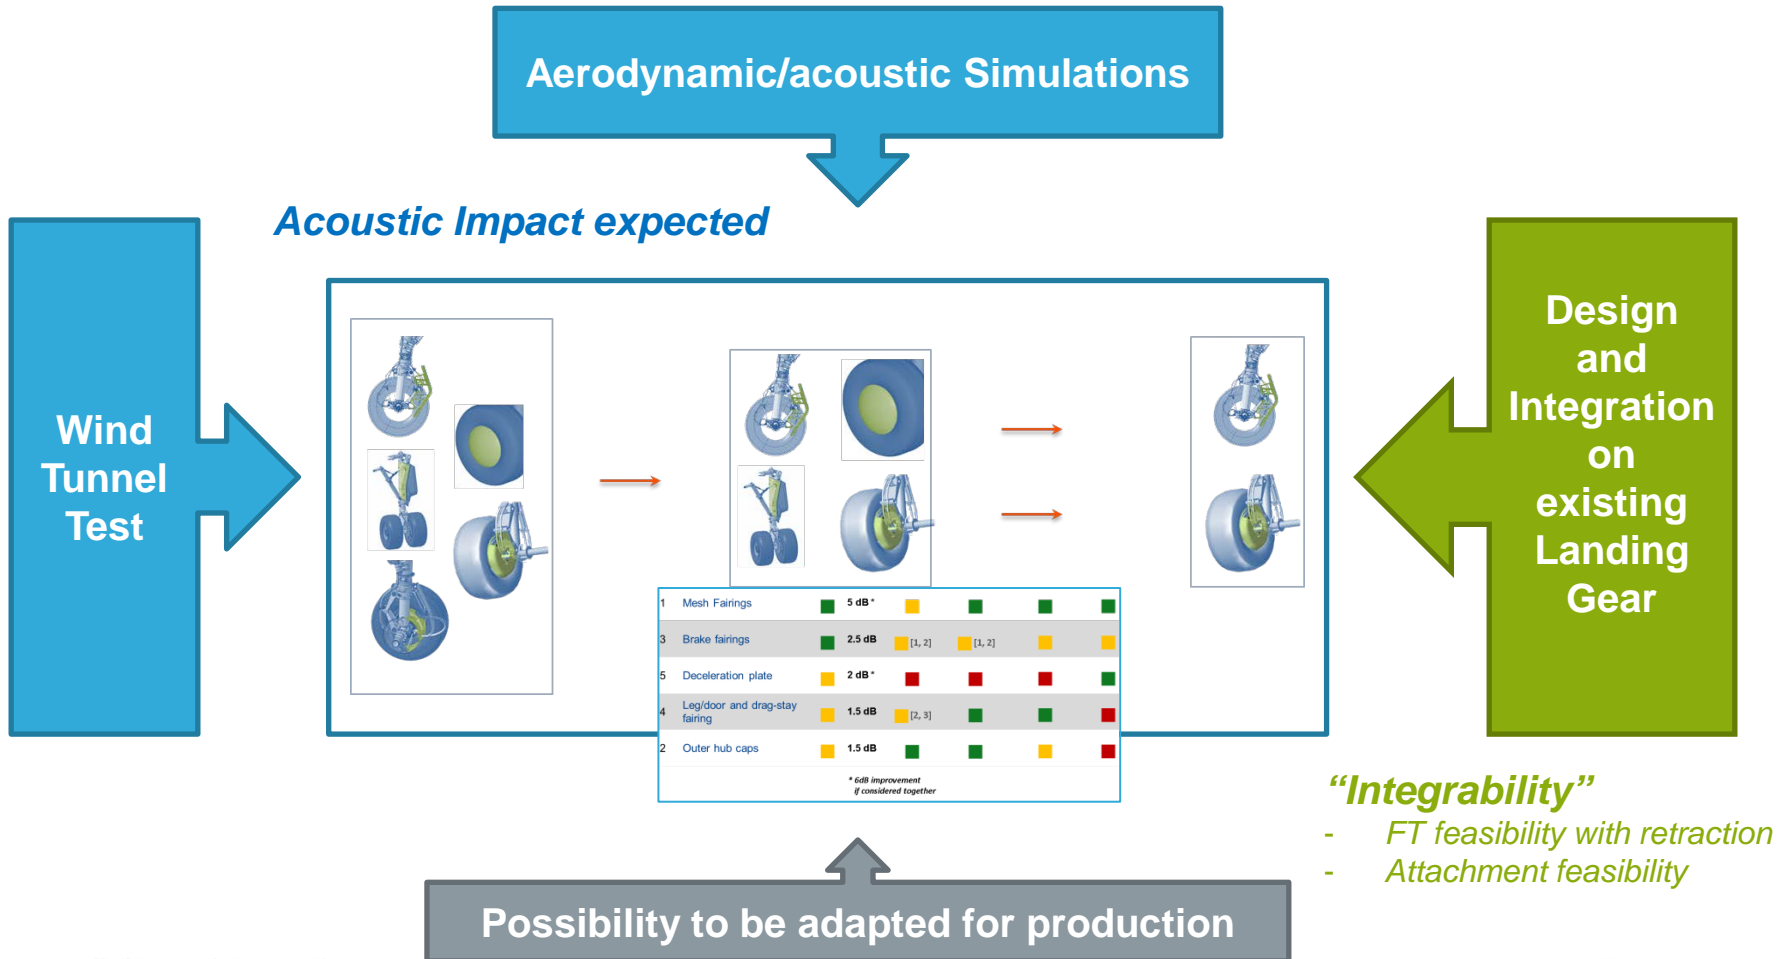 Aerodynamic/acoustic Simulations
Acoustic Impact expected
Wind
Tunnel
Test
Design
and
Integration
on
existing
Landing
Gear
1 Mesh Fairings 5 dB *
3 Brake fairings 2.5 dB [1, 2] [1, 2]
5 Deceleration plate 2 dB *
4 Leg/door and drag-stay
fairing 1.5 dB [2, 3]
2 Outer hub caps 1.5 dB
* 6dB improvement
if considered together
“Integrability”
- FT feasibility with retraction
- Attachment feasibility
Possibility to be adapted for production